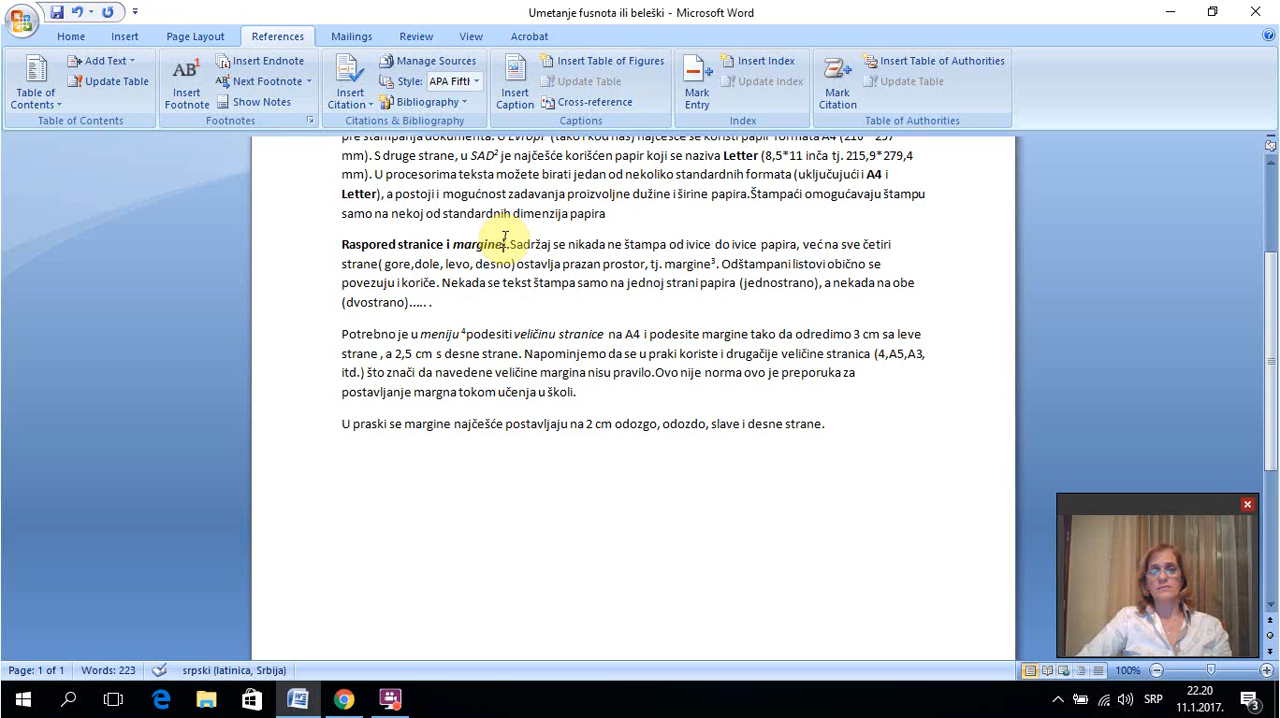 Umetanje fusnota ili beleški - Microsoft Word
Home Insert Page Layout References Mailings Review View Acrobat
Table of Contents
Add Text
Update Table
Table of Contents
AB1
Insert Footnote
Insert Endnote
Next Footnote
Show Notes
Footnotes
Insert Citation
Manage Sources
Style: APA Fifth
Bibliography
Citations & Bibliography
Insert Caption
Insert Table of Figures
Update Table
Cross-reference
Captions
Mark Entry
Insert Index
Update Index
Index
Mark Citation
Insert Table of Authorities
Update Table
Table of Authorities
mm). S druge strane, u SAD2 je najčešće korišćen papir koji se naziva Letter (8,5*11 inča tj. 215,9*279,4
mm). U procesorima teksta možete birati jedan od nekoliko standardnih formata (uključujući i A4 i
Letter), a postoji i mogućnost zadavanja proizvoljne dužine i širine papira.Štampaći omogućavaju štampu
samo na nekoj od standardnih dimenzija papira
Raspored stranice i margine.Sadržaj se nikada ne štampa od ivice do ivice papira, već na sve četiri
strane( gore,dole, levo, desno) ostavlja prazan prostor, tj. margine3. Odštampani listovi obično se
povezuju i koriče. Nekada se tekst štampa samo na jednoj strani papira (jednostrano), a nekada na obe
(dvostrano)..... .
Potrebno je u meniju 4podesiti veličinu stranice na A4 i podesite margine tako da odredimo 3 cm sa leve
strane , a 2,5 cm s desne strane. Napominjemo da se u praki koriste i drugačije veličine stranica (4,A5,A3,
itd.) što znači da navedene veličine margina nisu pravilo.Ovo nije norma ovo je preporuka za
postavljanje margna tokom učenja u školi.
U praski se margine najčešće postavljaju na 2 cm odozgo, odozdo, slave i desne strane.
Page: 1 of 1 Words: 223 srpski (latinica, Srbija) 100%
SRP 22.20
11.1.2017. 3